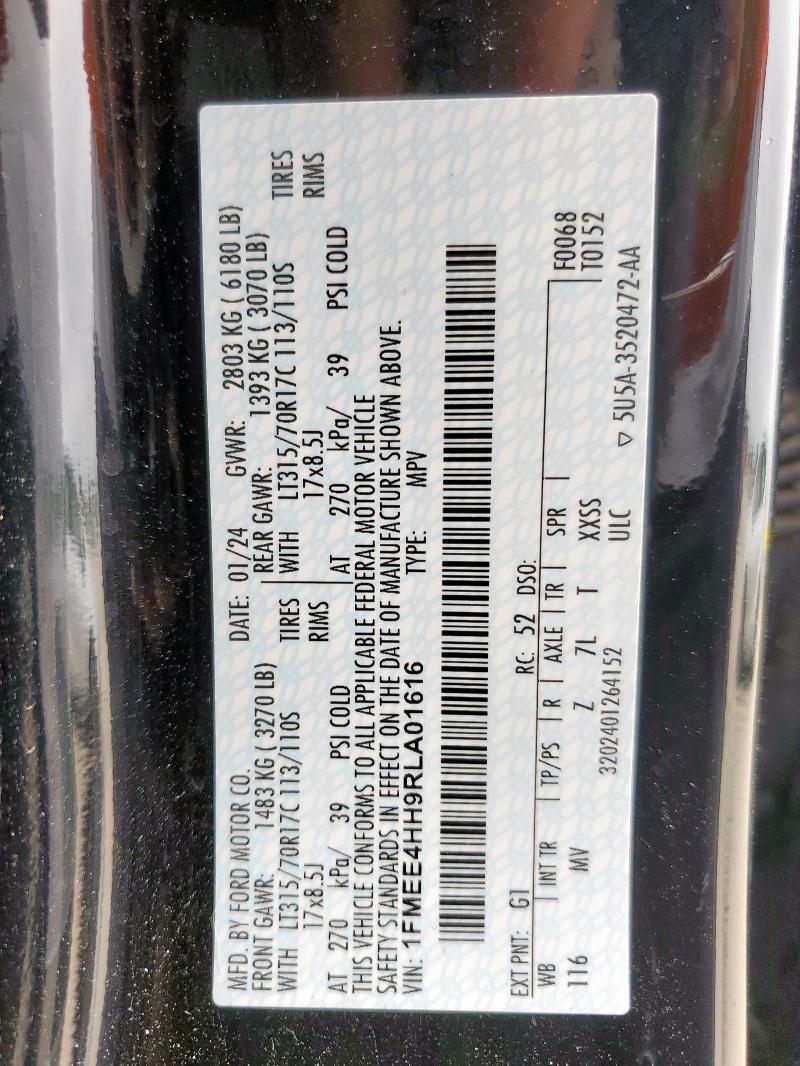 MFD. BY FORD MOTOR CO. DATE: 01/24 GVWR: 2803 KG ( 6180 LB)
FRONT GAWR: 1483 KG ( 3270 LB) REAR GAWR: 1393 KG ( 3070 LB)
WITH LT315/70R17C 113/110S TIRES WITH LT315/70R17C 113/110S TIRES
17x8.5J RIMS 17x8.5J RIMS
AT 270 kPa/ 39 PSI COLD AT 270 kPa/ 39 PSI COLD
THIS VEHICLE CONFORMS TO ALL APPLICABLE FEDERAL MOTOR VEHICLE
SAFETY STANDARDS IN EFFECT ON THE DATE OF MANUFACTURE SHOWN ABOVE.
VIN: 1FMEE4HH9RLA01616 TYPE: MPV
EXT PNT: G1 RC: 52 DSO:
WB INT TR TP/PS R AXLE TR SPR F0068
116 MV Z 7L T XXSS T0152
3202401264152 ULC ▽ 5U5A-3520472-AA